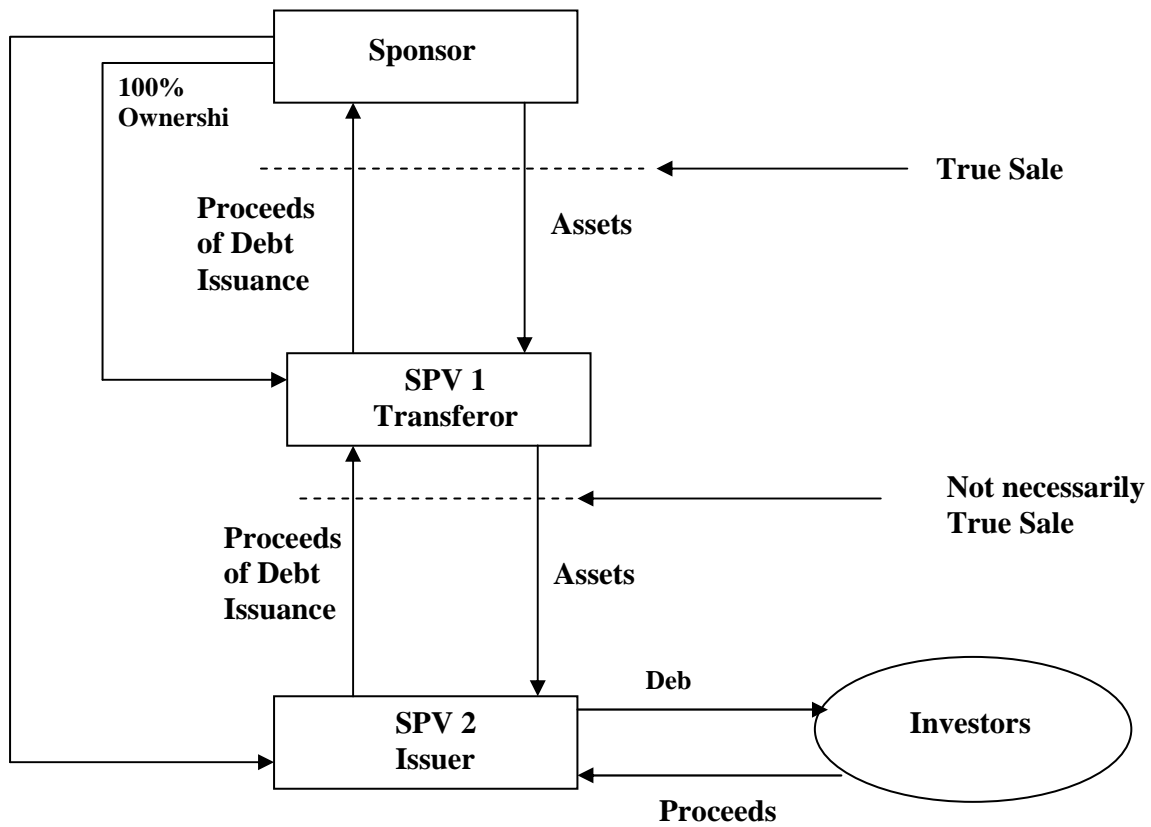 Sponsor
100%
Ownershi
True Sale
Proceeds
of Debt
Issuance
Assets
SPV 1
Transferor
Not necessarily
True Sale
Proceeds
of Debt
Issuance
Assets
Deb
SPV 2
Issuer
Investors
Proceeds